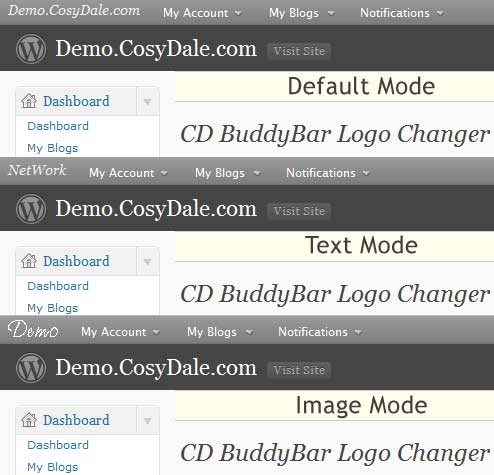 Demo.CosyDale.com My Account My Blogs Notifications
Demo.CosyDale.com Visit Site
Default Mode
Dashboard
Dashboard
My Blogs
CD BuddyBar Logo Changer
NetWork My Account My Blogs Notifications
Demo.CosyDale.com Visit Site
Text Mode
Dashboard
Dashboard
My Blogs
CD BuddyBar Logo Changer
Demo My Account My Blogs Notifications
Demo.CosyDale.com Visit Site
Image Mode
Dashboard
Dashboard
My Blogs
CD BuddyBar Logo Changer